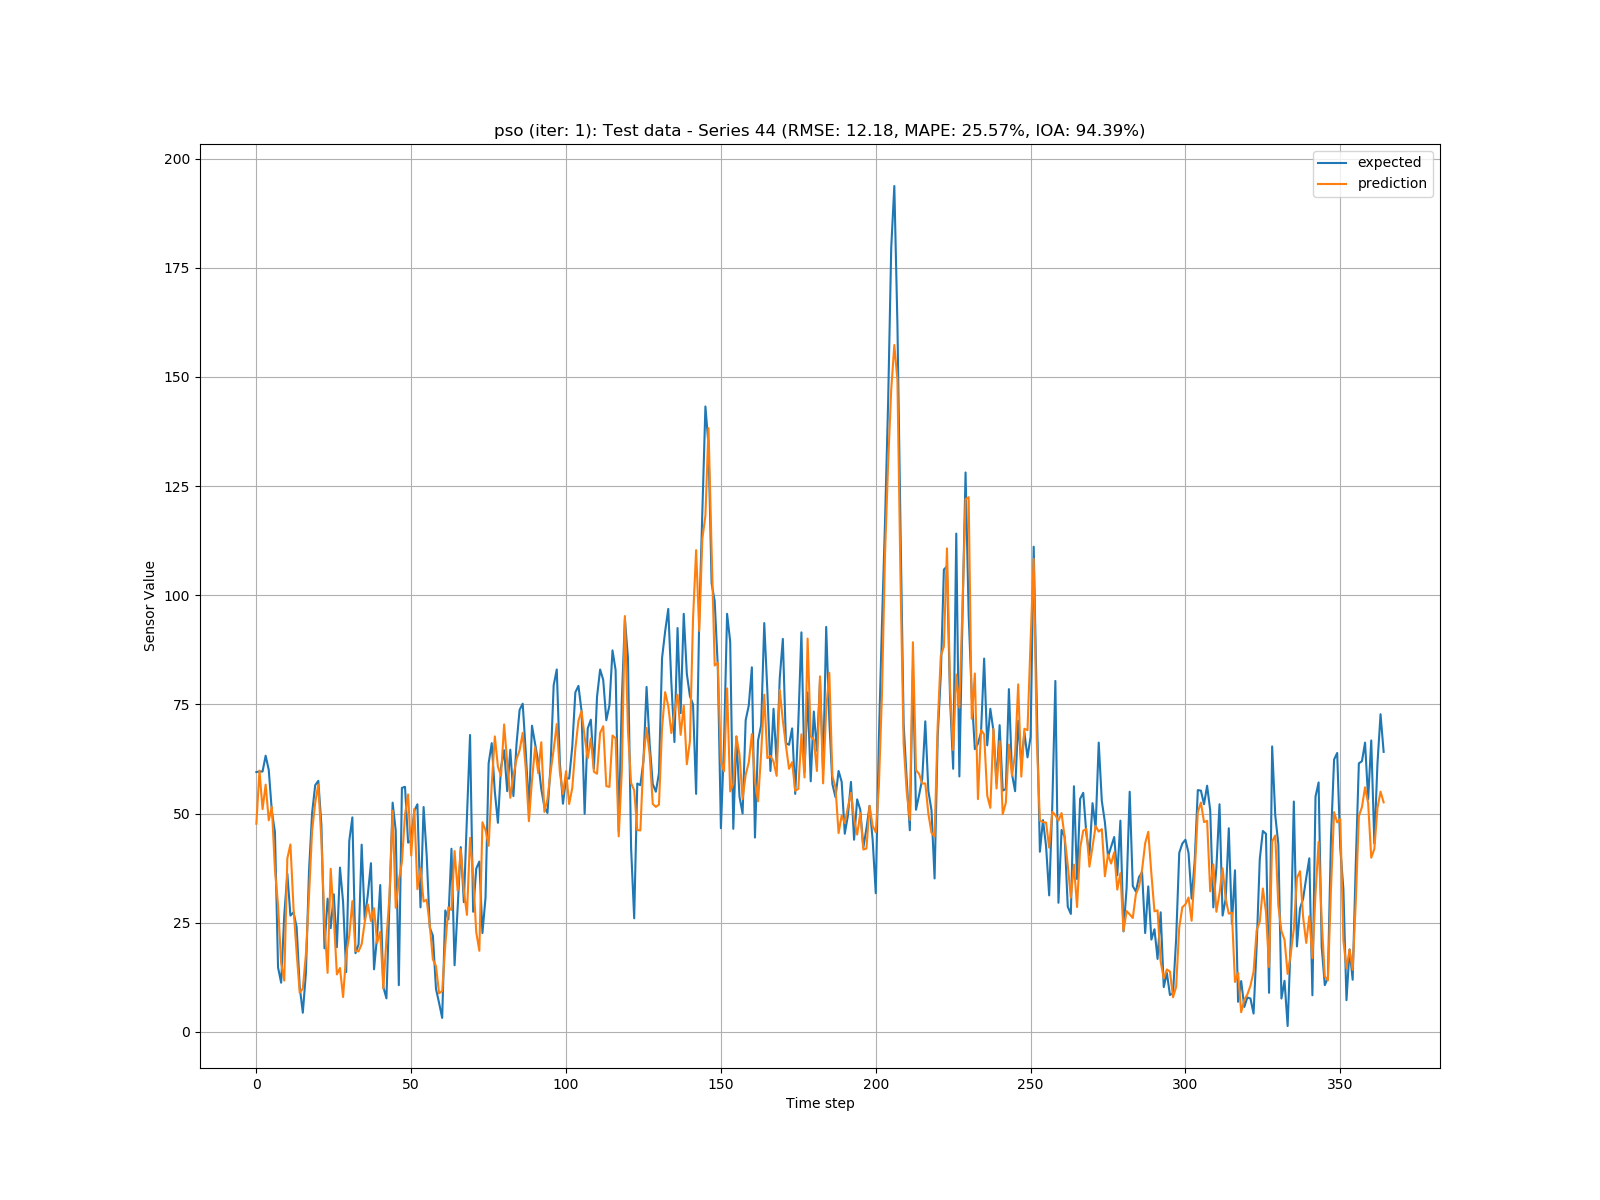 pso (iter: 1): Test data - Series 44 (RMSE: 12.18, MAPE: 25.57%, IOA: 94.39%)
expected
prediction
200
175
150
125
100
75
50
25
0
Sensor Value
0 50 100 150 200 250 300 350
Time step